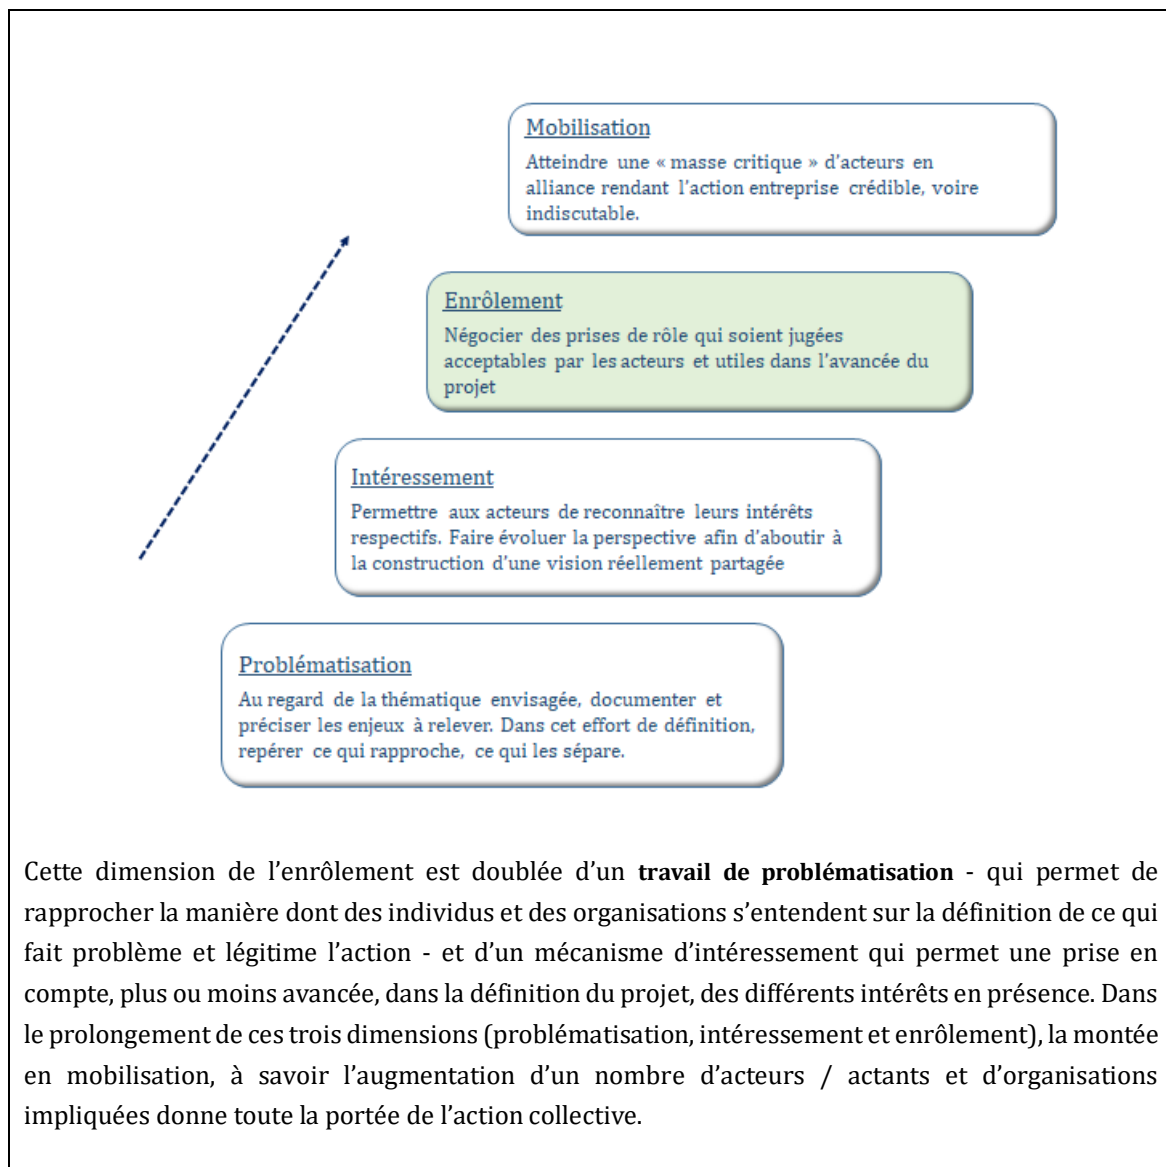 Mobilisation
Atteindre une « masse critique » d'acteurs en
alliance rendant l'action entreprise crédible, voire
indiscutable.
Enrôlement
Négocier des prises de rôle qui soient jugées
acceptables par les acteurs et utiles dans l'avancée du
projet
Intéressement
Permettre aux acteurs de reconnaître leurs intérêts
respectifs. Faire évoluer la perspective afin d'aboutir à
la construction d'une vision réellement partagée
Problématisation
Au regard de la thématique envisagée, documenter et
préciser les enjeux à relever. Dans cet effort de définition,
repérer ce qui rapproche, ce qui les sépare.
Cette dimension de l'enrôlement est doublée d'un travail de problématisation - qui permet de
rapprocher la manière dont des individus et des organisations s'entendent sur la définition de ce qui
fait problème et légitime l'action - et d'un mécanisme d'intéressement qui permet une prise en
compte, plus ou moins avancée, dans la définition du projet, des différents intérêts en présence. Dans
le prolongement de ces trois dimensions (problématisation, intéressement et enrôlement), la montée
en mobilisation, à savoir l'augmentation d'un nombre d'acteurs / actants et d'organisations
impliquées donne toute la portée de l'action collective.